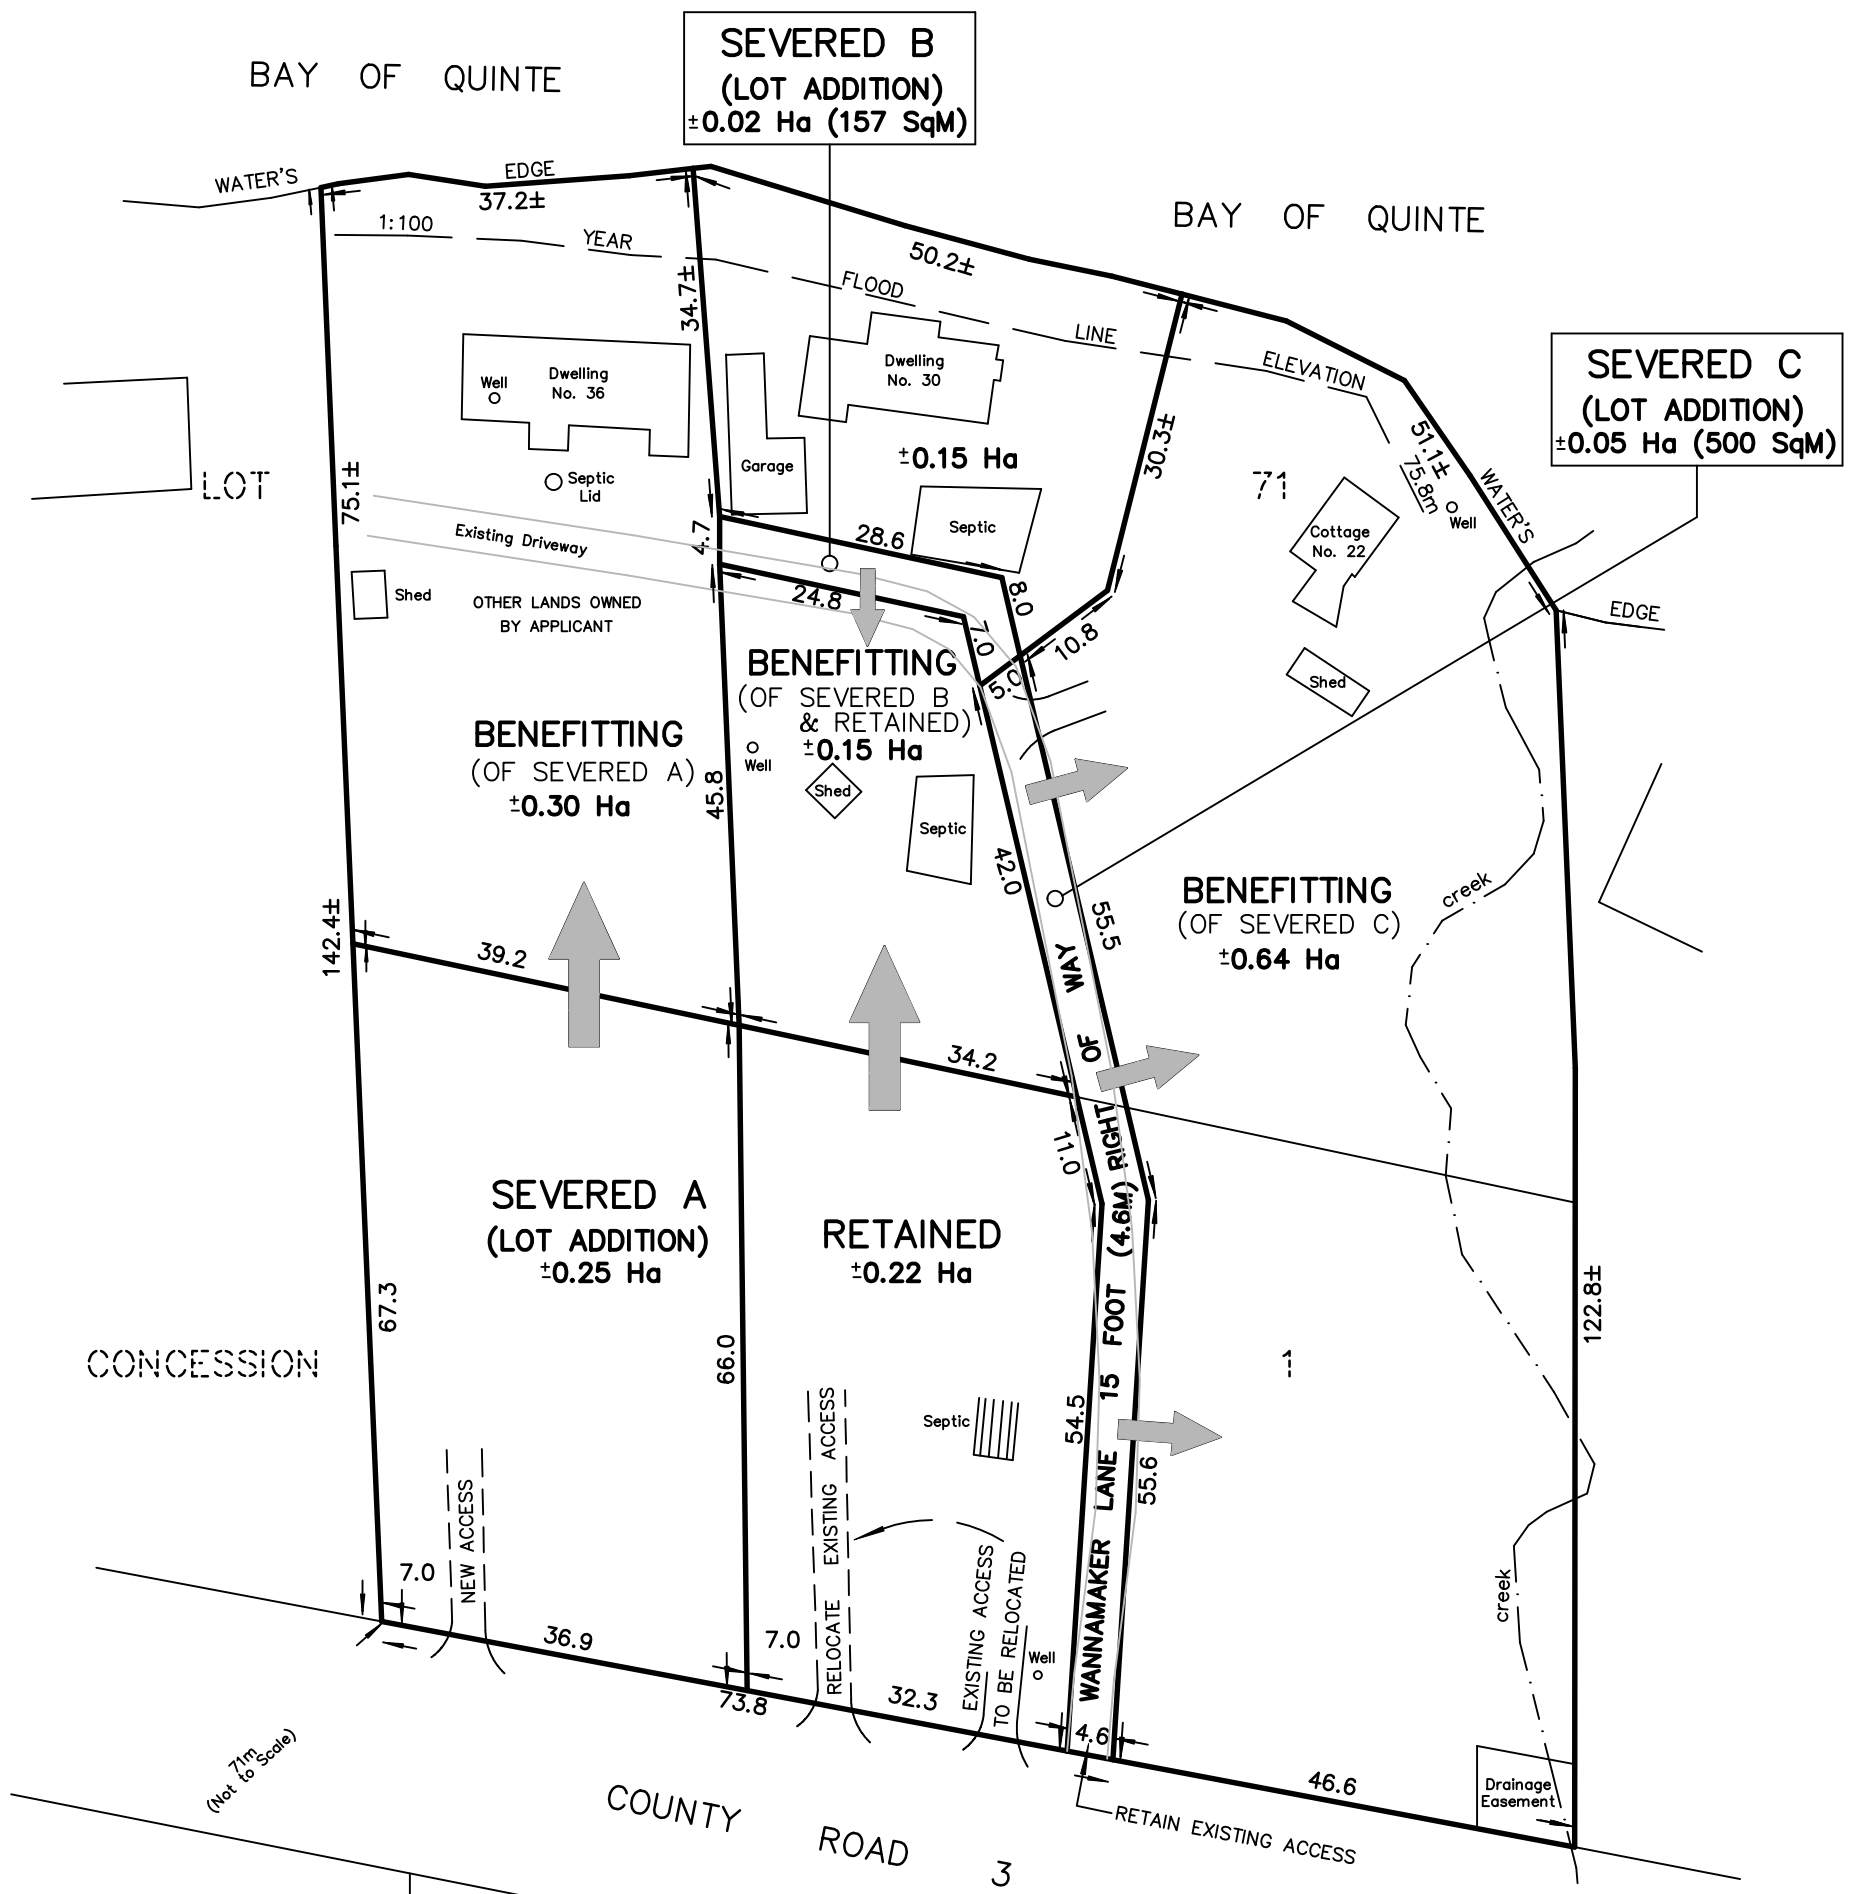 SEVERED B
(LOT ADDITION)
±0.02 Ha (157 SqM)
BAY OF QUINTE
WATER'S
EDGE
37.2±
1:100
YEAR
FLOOD
LINE
ELEVATION
BAY OF QUINTE
50.2±
34.7±
SEVERED C
(LOT ADDITION)
±0.05 Ha (500 SqM)
Dwelling
No. 36
Well
Septic
Lid
Dwelling
No. 30
Garage
±0.15 Ha
30.3±
51.1±
75.8m
WATER'S
EDGE
Well
LOT
71
75.1±
Existing Driveway
4.7
28.6
Septic
Cottage
No. 22
Shed
OTHER LANDS OWNED
BY APPLICANT
24.8
8.0
7.0
10.8
5.0
Shed
BENEFITTING
(OF SEVERED B
& RETAINED)
±0.15 Ha
BENEFITTING
(OF SEVERED A)
±0.30 Ha
45.8
Well
Shed
Septic
42.0
55.5
BENEFITTING
(OF SEVERED C)
±0.64 Ha
creek
142.4±
39.2
34.2
11.0
SEVERED A
(LOT ADDITION)
±0.25 Ha
RETAINED
±0.22 Ha
WANNAMAKER LANE 15 FOOT (4.6M) RIGHT OF WAY
67.3
66.0
54.5
55.6
122.8±
CONCESSION
1
Septic
NEW ACCESS
RELOCATE EXISTING ACCESS
EXISTING ACCESS
TO BE RELOCATED
Well
creek
7.0
36.9
7.0
73.8
32.3
4.6
46.6
Drainage
Easement
RETAIN EXISTING ACCESS
71m
(Not to Scale)
COUNTY ROAD 3